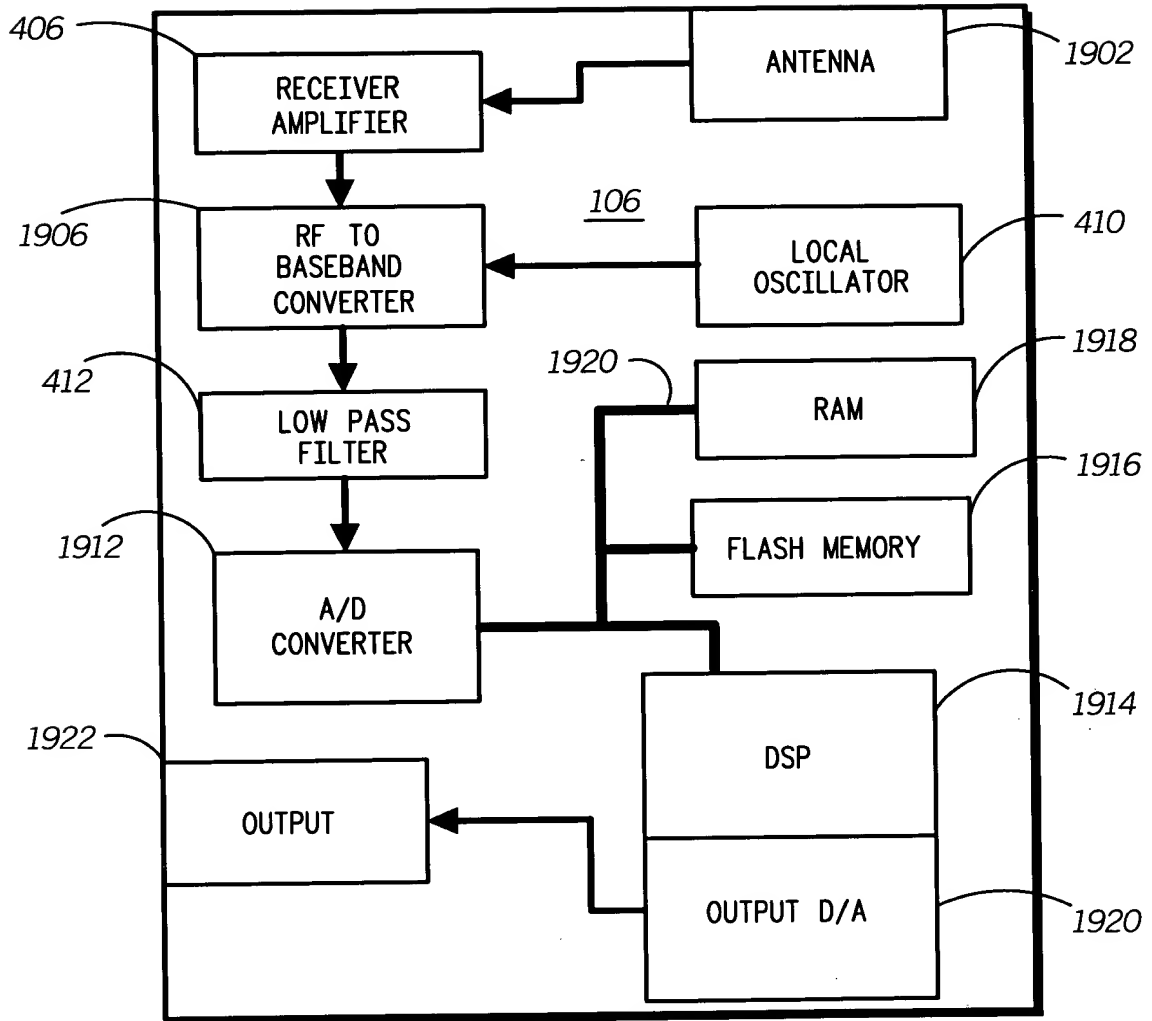 406
RECEIVER
AMPLIFIER
ANTENNA
1902
1906
RF TO
BASEBAND
CONVERTER
106
LOCAL
OSCILLATOR
410
412
LOW PASS
FILTER
1920
RAM
1918
1912
A/D
CONVERTER
FLASH MEMORY
1916
1922
OUTPUT
DSP
1914
OUTPUT D/A
1920